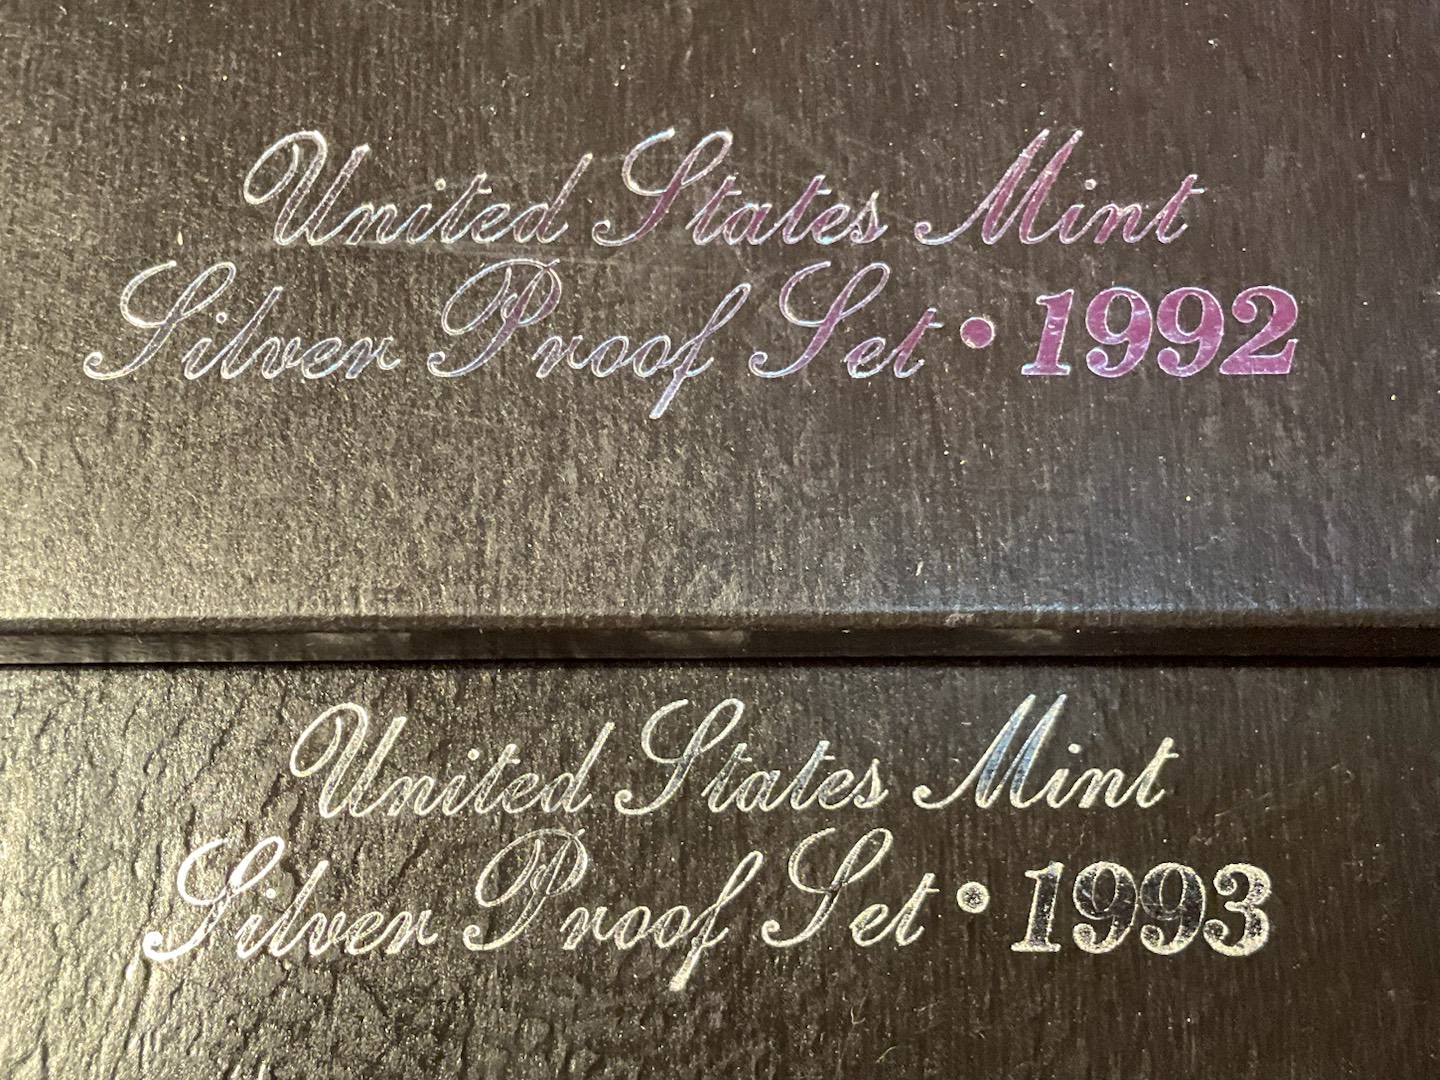 United States Mint
Silver Proof Set • 1992
United States Mint
Silver Proof Set • 1993